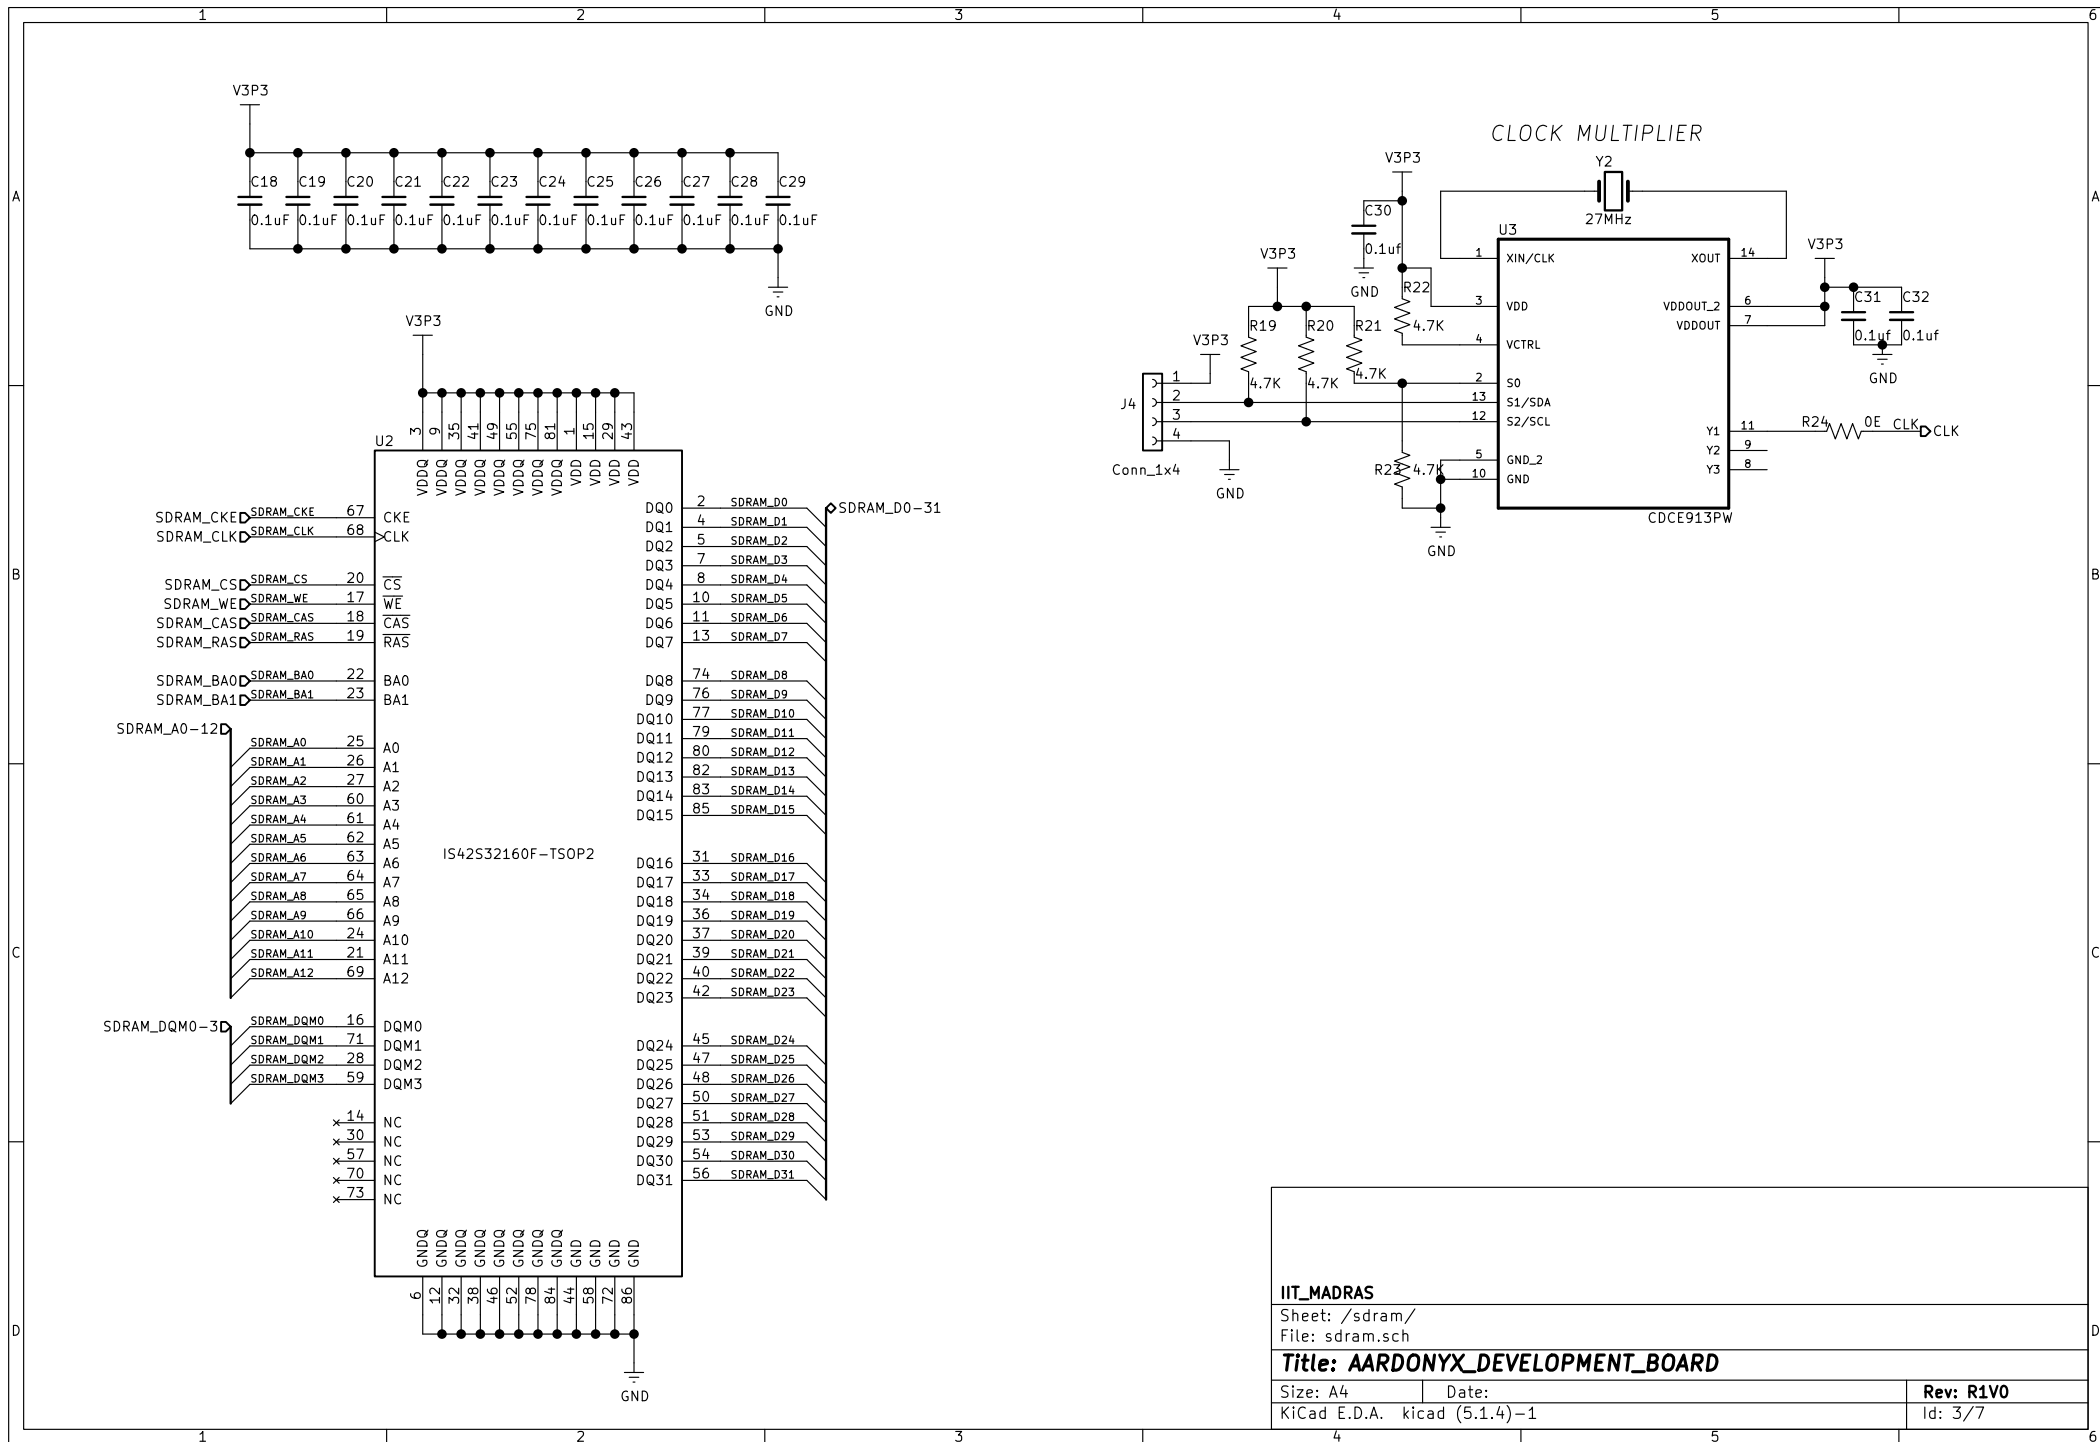 1 2 3 4 5 6
A A
B B
C C
D D
V3P3
C18 C19 C20 C21 C22 C23 C24 C25 C26 C27 C28 C29
0.1uF 0.1uF 0.1uF 0.1uF 0.1uF 0.1uF 0.1uF 0.1uF 0.1uF 0.1uF 0.1uF 0.1uF
GND
V3P3
3 9 35 41 49 55 75 81 1 15 29 43
U2
VDDQ VDDQ VDDQ VDDQ VDDQ VDDQ VDDQ VDDQ VDD VDD VDD VDD
SDRAM_CKE SDRAM_CKE 67 CKE
SDRAM_CLK SDRAM_CLK 68 CLK
SDRAM_CS SDRAM_CS 20 CS
SDRAM_WE SDRAM_WE 17 WE
SDRAM_CAS SDRAM_CAS 18 CAS
SDRAM_RAS SDRAM_RAS 19 RAS
SDRAM_BA0 SDRAM_BA0 22 BA0
SDRAM_BA1 SDRAM_BA1 23 BA1
SDRAM_A0-12
SDRAM_A0 25 A0
SDRAM_A1 26 A1
SDRAM_A2 27 A2
SDRAM_A3 60 A3
SDRAM_A4 61 A4
SDRAM_A5 62 A5
SDRAM_A6 63 A6
SDRAM_A7 64 A7
SDRAM_A8 65 A8
SDRAM_A9 66 A9
SDRAM_A10 24 A10
SDRAM_A11 21 A11
SDRAM_A12 69 A12
SDRAM_DQM0-3
SDRAM_DQM0 16 DQM0
SDRAM_DQM1 71 DQM1
SDRAM_DQM2 28 DQM2
SDRAM_DQM3 59 DQM3
14 NC
30 NC
57 NC
70 NC
73 NC
IS42S32160F-TSOP2
SDRAM_D0-31
DQ0 2 SDRAM_D0
DQ1 4 SDRAM_D1
DQ2 5 SDRAM_D2
DQ3 7 SDRAM_D3
DQ4 8 SDRAM_D4
DQ5 10 SDRAM_D5
DQ6 11 SDRAM_D6
DQ7 13 SDRAM_D7
DQ8 74 SDRAM_D8
DQ9 76 SDRAM_D9
DQ10 77 SDRAM_D10
DQ11 79 SDRAM_D11
DQ12 80 SDRAM_D12
DQ13 82 SDRAM_D13
DQ14 83 SDRAM_D14
DQ15 85 SDRAM_D15
DQ16 31 SDRAM_D16
DQ17 33 SDRAM_D17
DQ18 34 SDRAM_D18
DQ19 36 SDRAM_D19
DQ20 37 SDRAM_D20
DQ21 39 SDRAM_D21
DQ22 40 SDRAM_D22
DQ23 42 SDRAM_D23
DQ24 45 SDRAM_D24
DQ25 47 SDRAM_D25
DQ26 48 SDRAM_D26
DQ27 50 SDRAM_D27
DQ28 51 SDRAM_D28
DQ29 53 SDRAM_D29
DQ30 54 SDRAM_D30
DQ31 56 SDRAM_D31
GNDQ GNDQ GNDQ GNDQ GNDQ GNDQ GNDQ GNDQ GND GND GND GND
6 12 32 38 46 52 78 84 44 58 72 86
GND
CLOCK MULTIPLIER
Y2
27MHz
V3P3
C30
0.1uf
GND
R22
4.7K
V3P3
R19 R20 R21
4.7K 4.7K 4.7K
V3P3
J4
1
2
3
4
Conn_1x4
GND
R23 4.7K
GND
U3
1 XIN/CLK
3 VDD
4 VCTRL
2 S0
13 S1/SDA
12 S2/SCL
5 GND_2
10 GND
XOUT 14
VDDOUT_2 6
VDDOUT 7
Y1 11
Y2 9
Y3 8
CDCE913PW
V3P3
C31 C32
0.1uf 0.1uf
GND
R24 0E CLK CLK
IIT_MADRAS
Sheet: /sdram/
File: sdram.sch
Title: AARDONYX_DEVELOPMENT_BOARD
Size: A4 Date: Rev: R1V0
KiCad E.D.A. kicad (5.1.4)-1 Id: 3/7
1 2 3 4 5 6